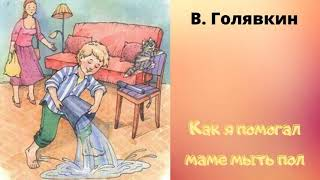 В. Голявкин
Как я помогал
маме мыть пол